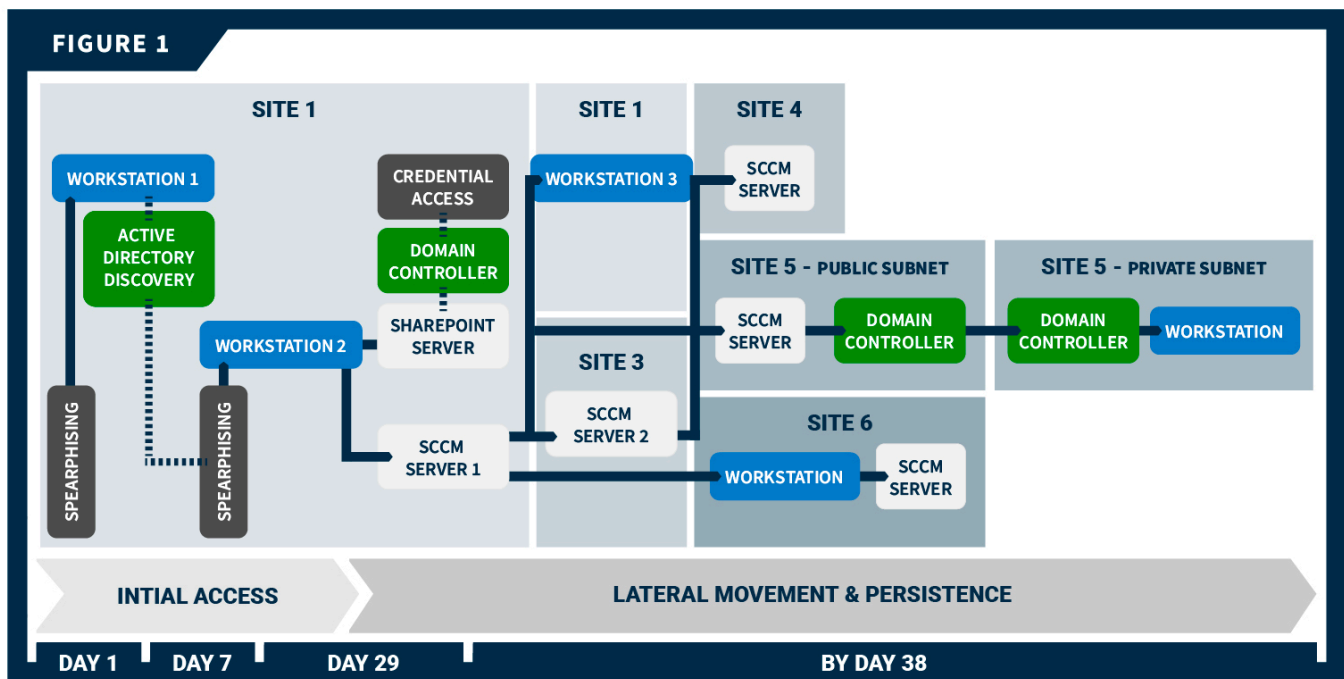 FIGURE 1
SITE 1
SITE 1
SITE 4
WORKSTATION 1
CREDENTIAL
ACCESS
WORKSTATION 3
SCCM
SERVER
ACTIVE
DIRECTORY
DISCOVERY
DOMAIN
CONTROLLER
SITE 5 - PUBLIC SUBNET
SITE 5 - PRIVATE SUBNET
SHAREPOINT
SERVER
WORKSTATION 2
SCCM
SERVER
DOMAIN
CONTROLLER
DOMAIN
CONTROLLER
WORKSTATION
SITE 3
SPEARPHISING
SPEARPHISING
SCCM
SERVER 1
SCCM
SERVER 2
SITE 6
WORKSTATION
SCCM
SERVER
INTIAL ACCESS
LATERAL MOVEMENT & PERSISTENCE
DAY 1
DAY 7
DAY 29
BY DAY 38